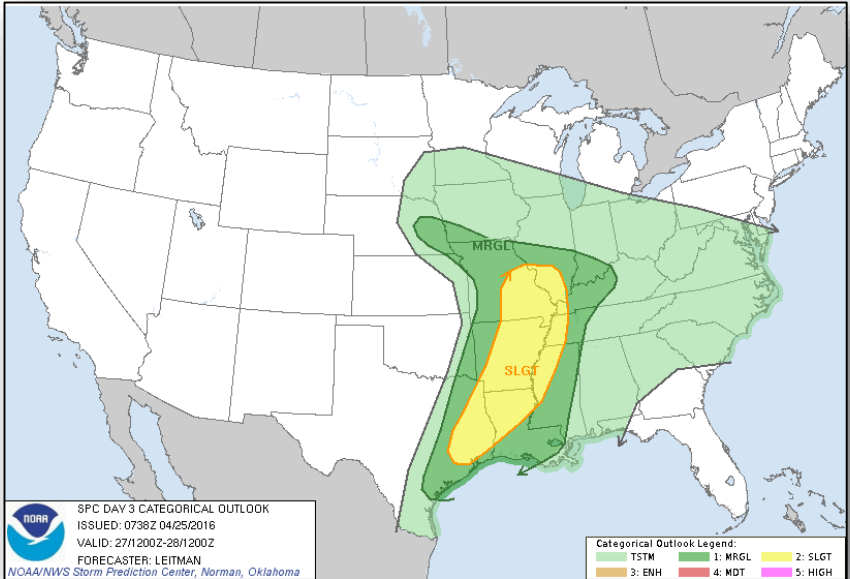 MRGL
SLGT
NOAA
SPC DAY 3 CATEGORICAL OUTLOOK
ISSUED: 0738Z 04/25/2016
VALID: 27/1200Z-28/1200Z
FORECASTER: LEITMAN
NOAA/NWS Storm Prediction Center, Norman, Oklahoma
Categorical Outlook Legend:
TSTM 1: MRGL 2: SLGT
3: ENH 4: MDT 5: HIGH